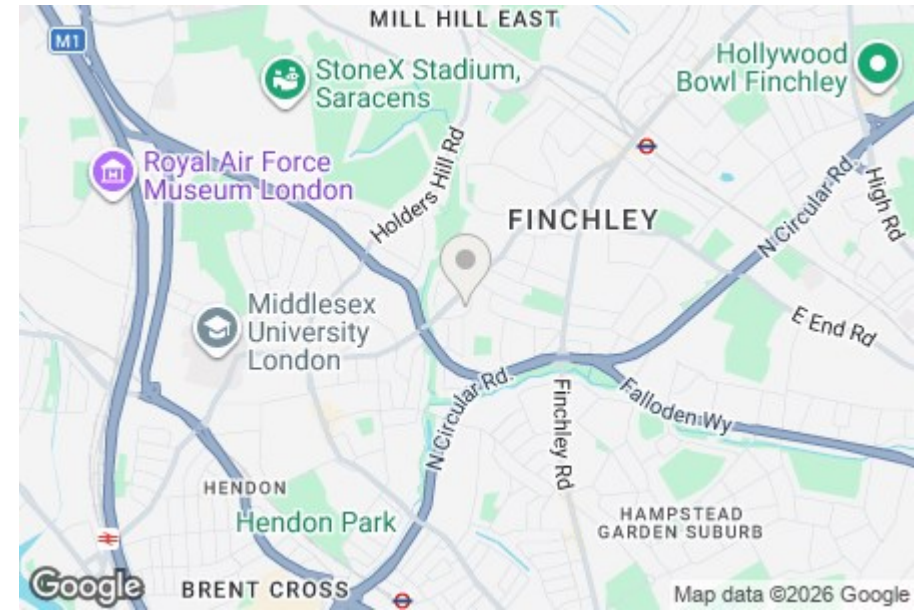 MILL HILL EAST
M1
StoneX Stadium,
Saracens
Hollywood
Bowl Finchley
Royal Air Force
Museum London
Holders Hill Rd
FINCHLEY
N Circular Rd
High Rd
Middlesex
University
London
E End Rd
N Circular Rd.
Finchley Rd
Falloden Wy
HENDON
Hendon Park
HAMPSTEAD
GARDEN SUBURB
Google
BRENT CROSS
Map data ©2026 Google